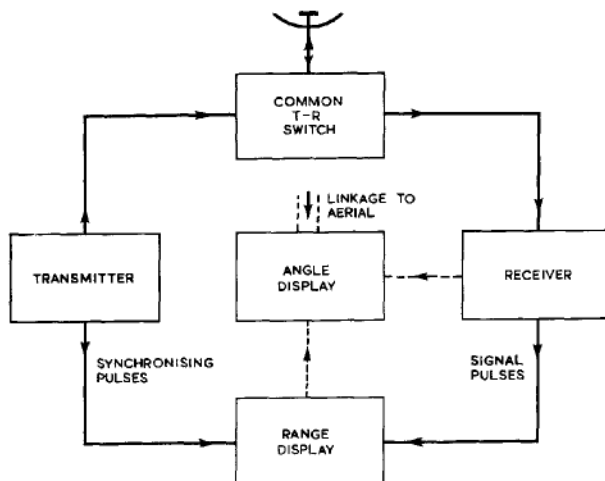 COMMON
T-R
SWITCH
LINKAGE TO
AERIAL
TRANSMITTER
ANGLE
DISPLAY
RECEIVER
SYNCHRONISING
PULSES
SIGNAL
PULSES
RANGE
DISPLAY